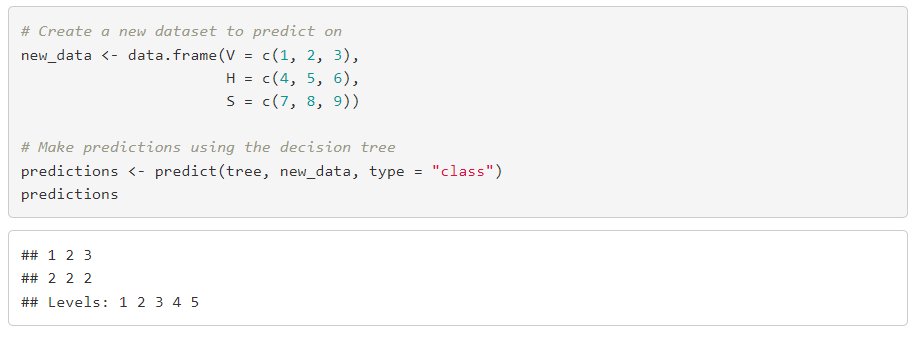 # Create a new dataset to predict on
new_data <- data.frame(V = c(1, 2, 3),
                       H = c(4, 5, 6),
                       S = c(7, 8, 9))
# Make predictions using the decision tree
predictions <- predict(tree, new_data, type = "class")
predictions
## 1 2 3
## 2 2 2
## Levels: 1 2 3 4 5